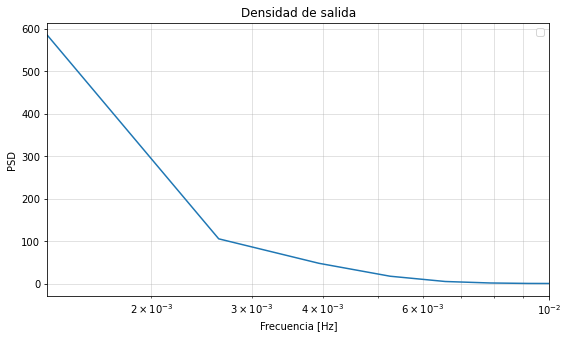 Densidad de salida
600
500
400
300
200
100
0
PSD
2 × 10⁻³
3 × 10⁻³
4 × 10⁻³
6 × 10⁻³
10⁻²
Frecuencia [Hz]